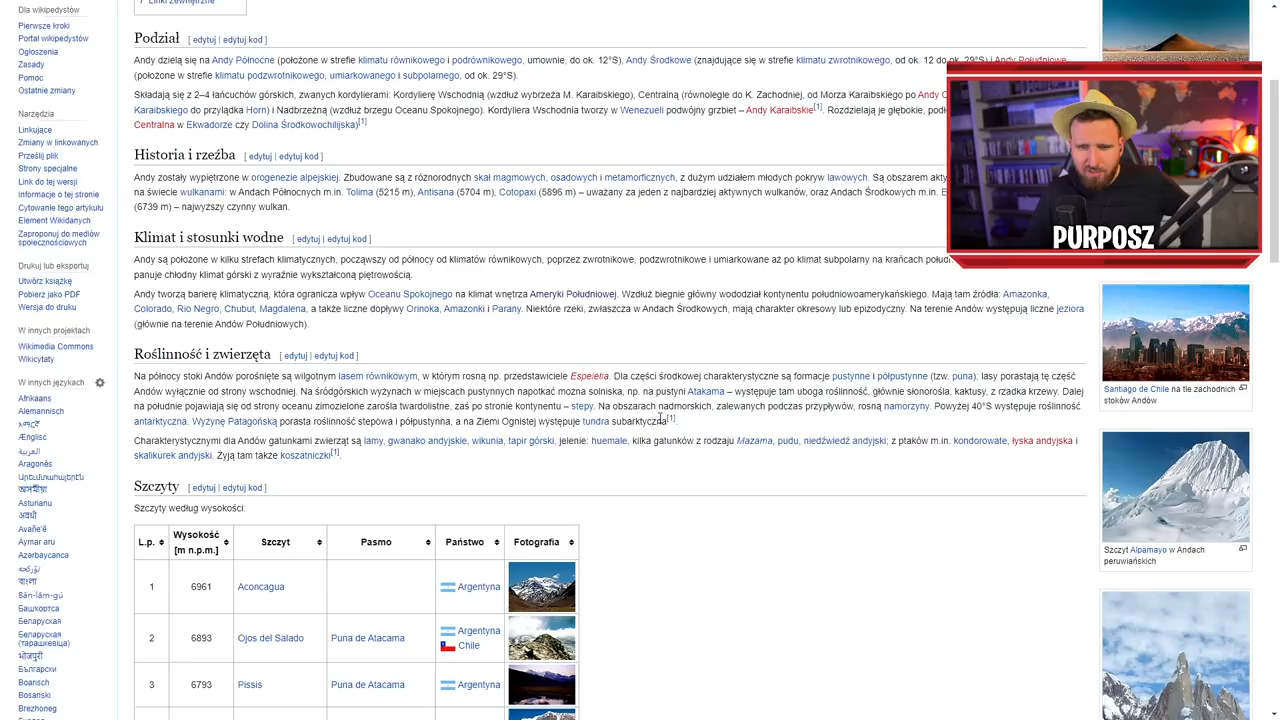 Dla wikipedystów
Pierwsze kroki
Portal wikipedystów
Ogłoszenia
Zasady
Pomoc
Ostatnie zmiany
Narzędzia
Linkujące
Zmiany w linkowanych
Prześlij plik
Strony specjalne
Link do tej wersji
Informacje o tej stronie
Cytowanie tego artykułu
Element Wikidanych
Zaproponuj do mediów
społecznościowych
Drukuj lub eksportuj
Utwórz książkę
Pobierz jako PDF
Wersja do druku
W innych projektach
Wikimedia Commons
Wikicytaty
W innych językach
Afrikaans
Alemannisch
አማርኛ
Ænglisc
العربية
Aragonés
Արեւմտահայերէն
অসমীয়া
Asturianu
अवधी
Avañe'ẽ
Aymar aru
Azərbaycanca
تۆرکجه
বাংলা
Bân-lâm-gú
Башҡортса
Беларуская
Беларуская
(тарашкевіца)
भोजपुरी
Български
Boarisch
Bosanski
Brezhoneg
7 Linki zewnętrzne
Podział [ edytuj | edytuj kod ]
Andy dzielą się na Andy Północne (położone w strefie klimatu równikowego i podrównikowego, umownie, do ok. 12°S), Andy Środkowe (znajdujące się w strefie klimatu zwrotnikowego, od ok. 12 do ok. 29°S) i Andy Południowe
(położone w strefie klimatu podzwrotnikowego, umiarkowanego i subpolarnego, od ok. 29°S).
Składają się z 2–4 łańcuchów górskich, zwanych kordylierami: Kordylierę Wschodnią (wzdłuż wybrzeża M. Karaibskiego), Centralną (równolegle do K. Zachodniej, od Morza Karaibskiego po Andy
Karaibskiego do przylądka Horn) i Nadbrzeżną (wzdłuż otwartego Oceanu Spokojnego). Kordyliera Wschodnia tworzy w Wenezueli podwójny grzbiet – Andy Karaibskie[1]. Rozdzielają je głębokie,
Centralna w Ekwadorze czy Dolina Środkowochilijska)[1]
Historia i rzeźba [ edytuj | edytuj kod ]
Andy zostały wypiętrzone w orogenezie alpejskiej. Zbudowane są z różnorodnych skał magmowych, osadowych i metamorficznych, z dużym udziałem młodych pokryw lawowych. Są obszarem
na świecie wulkanami: w Andach Północnych m.in. Tolima (5215 m), Antisana (5704 m), Cotopaxi (5896 m) – uważany za jeden z najbardziej aktywnych wulkanów, oraz Andach Środkowych m.in.
(6739 m) – najwyższy czynny wulkan.
Klimat i stosunki wodne [ edytuj | edytuj kod ]
Andy są położone w kilku strefach klimatycznych, począwszy od północy od klimatów równikowych, poprzez zwrotnikowe, podzwrotnikowe i umiarkowane aż po klimat subpolarny na krańcach
panuje chłodny klimat górski z wyraźnie wykształconą piętrowością.
Andy tworzą barierę klimatyczną, która ogranicza wpływ Oceanu Spokojnego na klimat wnętrza Ameryki Południowej. Wzdłuż biegnie główny wododział kontynentu południowoamerykańskiego. Mają tam źródła: Amazonka,
Colorado, Rio Negro, Chubut, Magdalena, a także liczne dopływy Orinoka, Amazonki i Parany. Niektóre rzeki, zwłaszcza w Andach Środkowych, mają charakter okresowy lub epizodyczny. Na terenie Andów występują liczne jeziora
(głównie na terenie Andów Południowych).
Roślinność i zwierzęta [ edytuj | edytuj kod ]
Na północy stoki Andów porośnięte są wilgotnym lasem równikowym, w którym rosną np. przedstawiciele Espeletia. Dla części środkowej charakterystyczne są formacje pustynne i półpustynne (tzw. puna); lasy porastają tę część
Andów wyłącznie od strony wschodniej. Na śródgórskich wyżynach i w miejscach pustynnych napotkać można solniska, np. na pustyni Atakama – występuje tam uboga roślinność, głównie słonorośla, kaktusy, z rzadka krzewy. Dalej
na południe pojawiają się od strony oceanu zimozielone zarośla twardolistne, zaś po stronie kontynentu – stepy. Na obszarach nadmorskich, zalewanych podczas przypływów, rosną namorzyny. Powyżej 40°S występuje roślinność
antarktyczna. Wyżynę Patagońską porasta roślinność stepowa i półpustynna, a na Ziemi Ognistej występuje tundra subarktyczna[1].
Charakterystycznymi dla Andów gatunkami zwierząt są lamy, gwanako andyjskie, wikunia, tapir górski, jelenie: huemale, kilka gatunków z rodzaju Mazama, pudu, niedźwiedź andyjski; z ptaków m.in. kondorowate, łyska andyjska i
skalikurek andyjski. Żyją tam także koszatniczki[1].
Szczyty [ edytuj | edytuj kod ]
Szczyty według wysokości:
L.p. Wysokość [m n.p.m.] Szczyt Pasmo Państwo Fotografia
1 6961 Aconcagua Argentyna
2 6893 Ojos del Salado Puna de Atacama Argentyna
Chile
3 6793 Pissis Puna de Atacama Argentyna
PURPOSZ
Santiago de Chile na tle zachodnich
stoków Andów
Szczyt Alpamayo w Andach
peruwiańskich